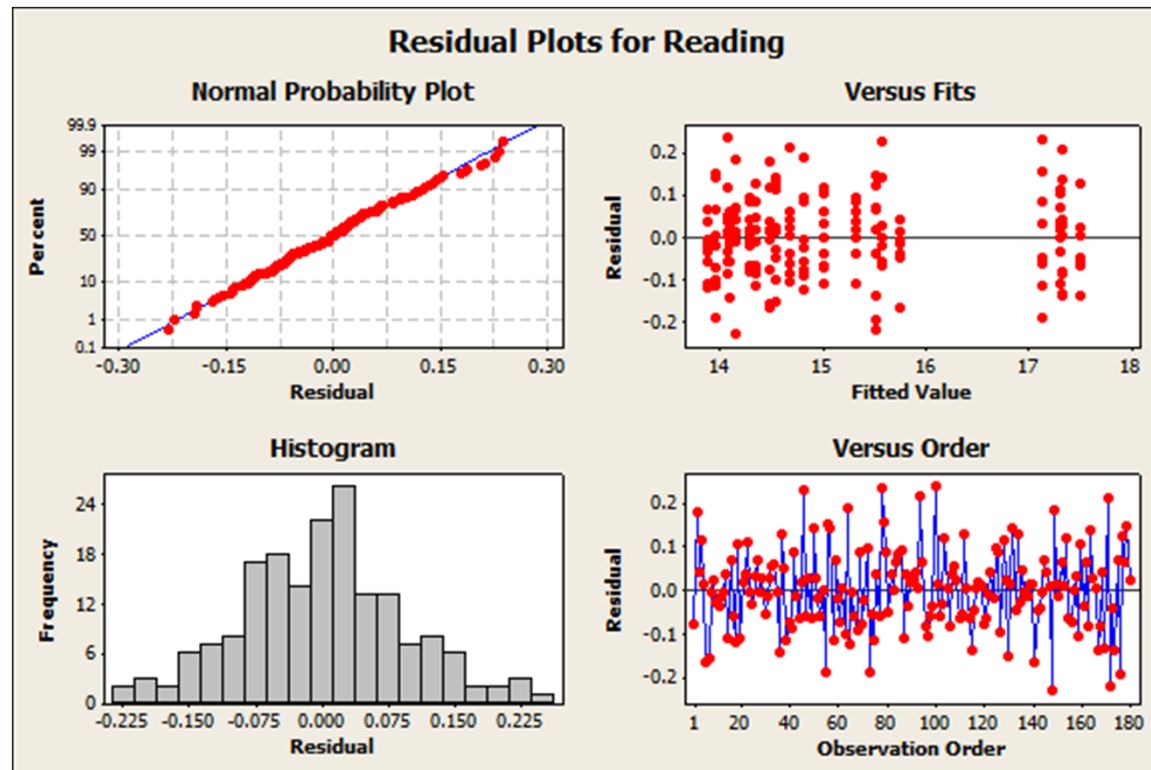 Residual Plots for Reading
Normal Probability Plot
99.9
99
90
50
10
1
0.1
Percent
-0.30 -0.15 0.00 0.15 0.30
Residual
Versus Fits
0.2
0.1
0.0
-0.1
-0.2
Residual
14 15 16 17 18
Fitted Value
Histogram
24
18
12
6
0
Frequency
-0.225 -0.150 -0.075 0.000 0.075 0.150 0.225
Residual
Versus Order
0.2
0.1
0.0
-0.1
-0.2
Residual
1 20 40 60 80 100 120 140 160 180
Observation Order